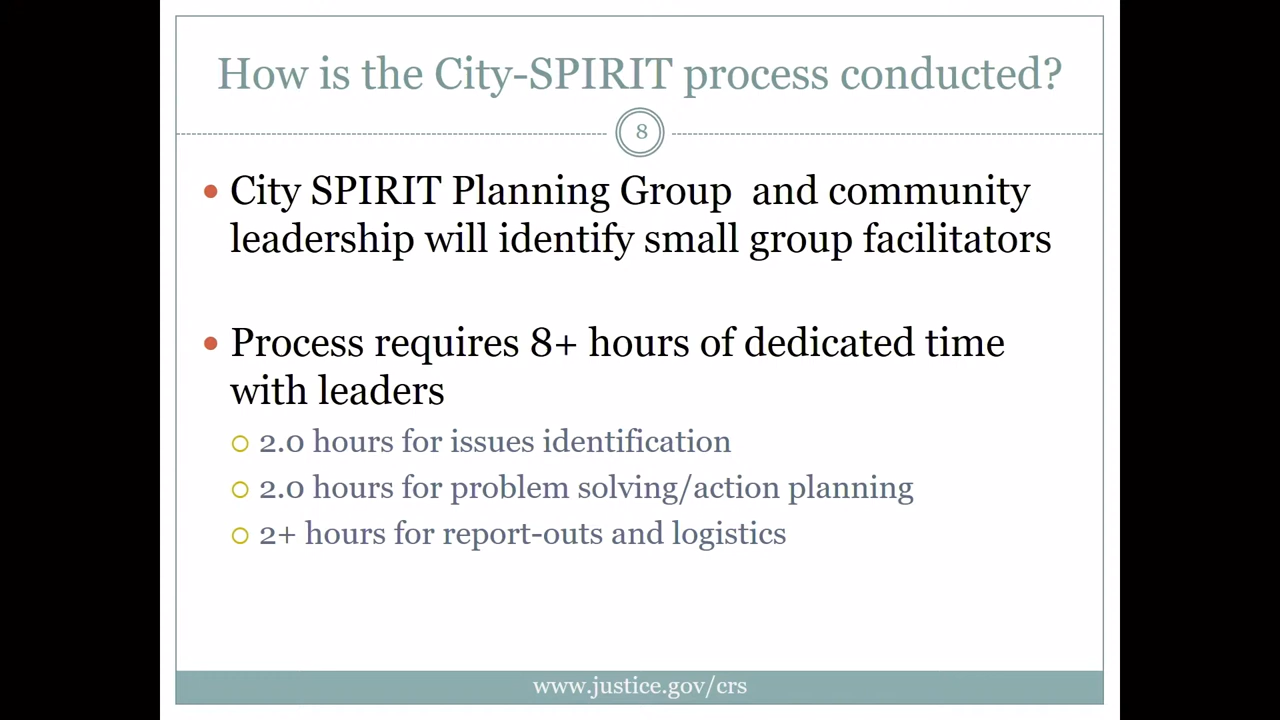 How is the City-SPIRIT process conducted?
8
• City SPIRIT Planning Group  and community
leadership will identify small group facilitators
• Process requires 8+ hours of dedicated time
with leaders
○ 2.0 hours for issues identification
○ 2.0 hours for problem solving/action planning
○ 2+ hours for report-outs and logistics
www.justice.gov/crs